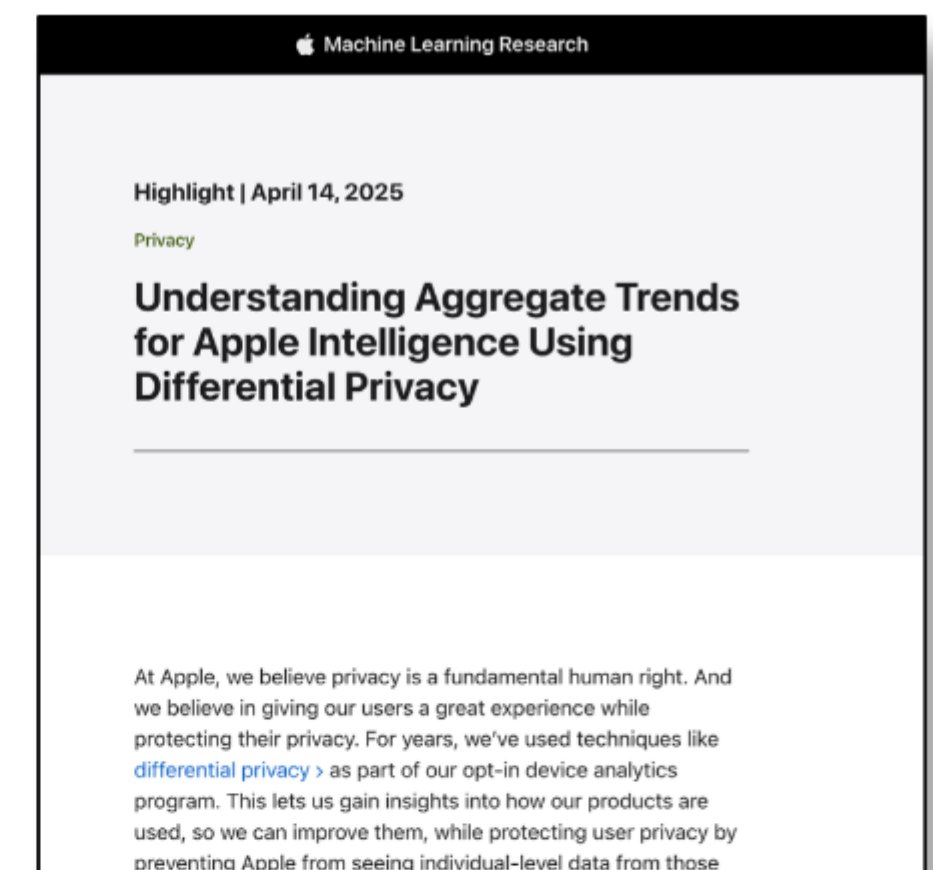 Machine Learning Research
Highlight | April 14, 2025
Privacy
Understanding Aggregate Trends
for Apple Intelligence Using
Differential Privacy
At Apple, we believe privacy is a fundamental human right. And
we believe in giving our users a great experience while
protecting their privacy. For years, we've used techniques like
differential privacy > as part of our opt-in device analytics
program. This lets us gain insights into how our products are
used, so we can improve them, while protecting user privacy by
preventing Apple from seeing individual-level data from those